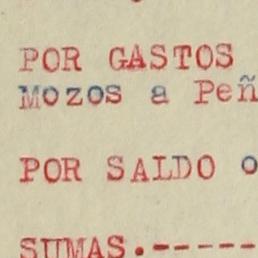 POR GASTOS
Mozos a Peñ
POR SALDO o
SUMAS.-----